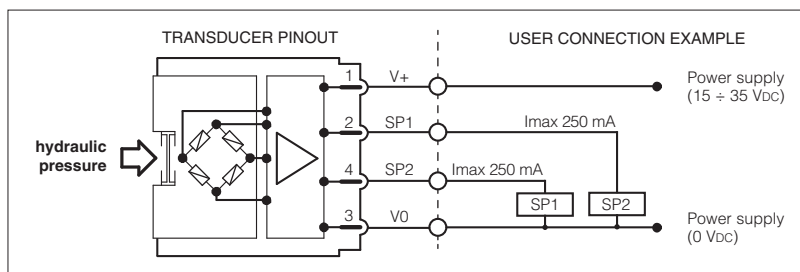 TRANSDUCER PINOUT
USER CONNECTION EXAMPLE
hydraulic
pressure
1 V+
Power supply
(15 ÷ 35 VDC)
2 SP1 Imax 250 mA
4 SP2 Imax 250 mA
SP1 SP2
3 V0
Power supply
(0 VDC)